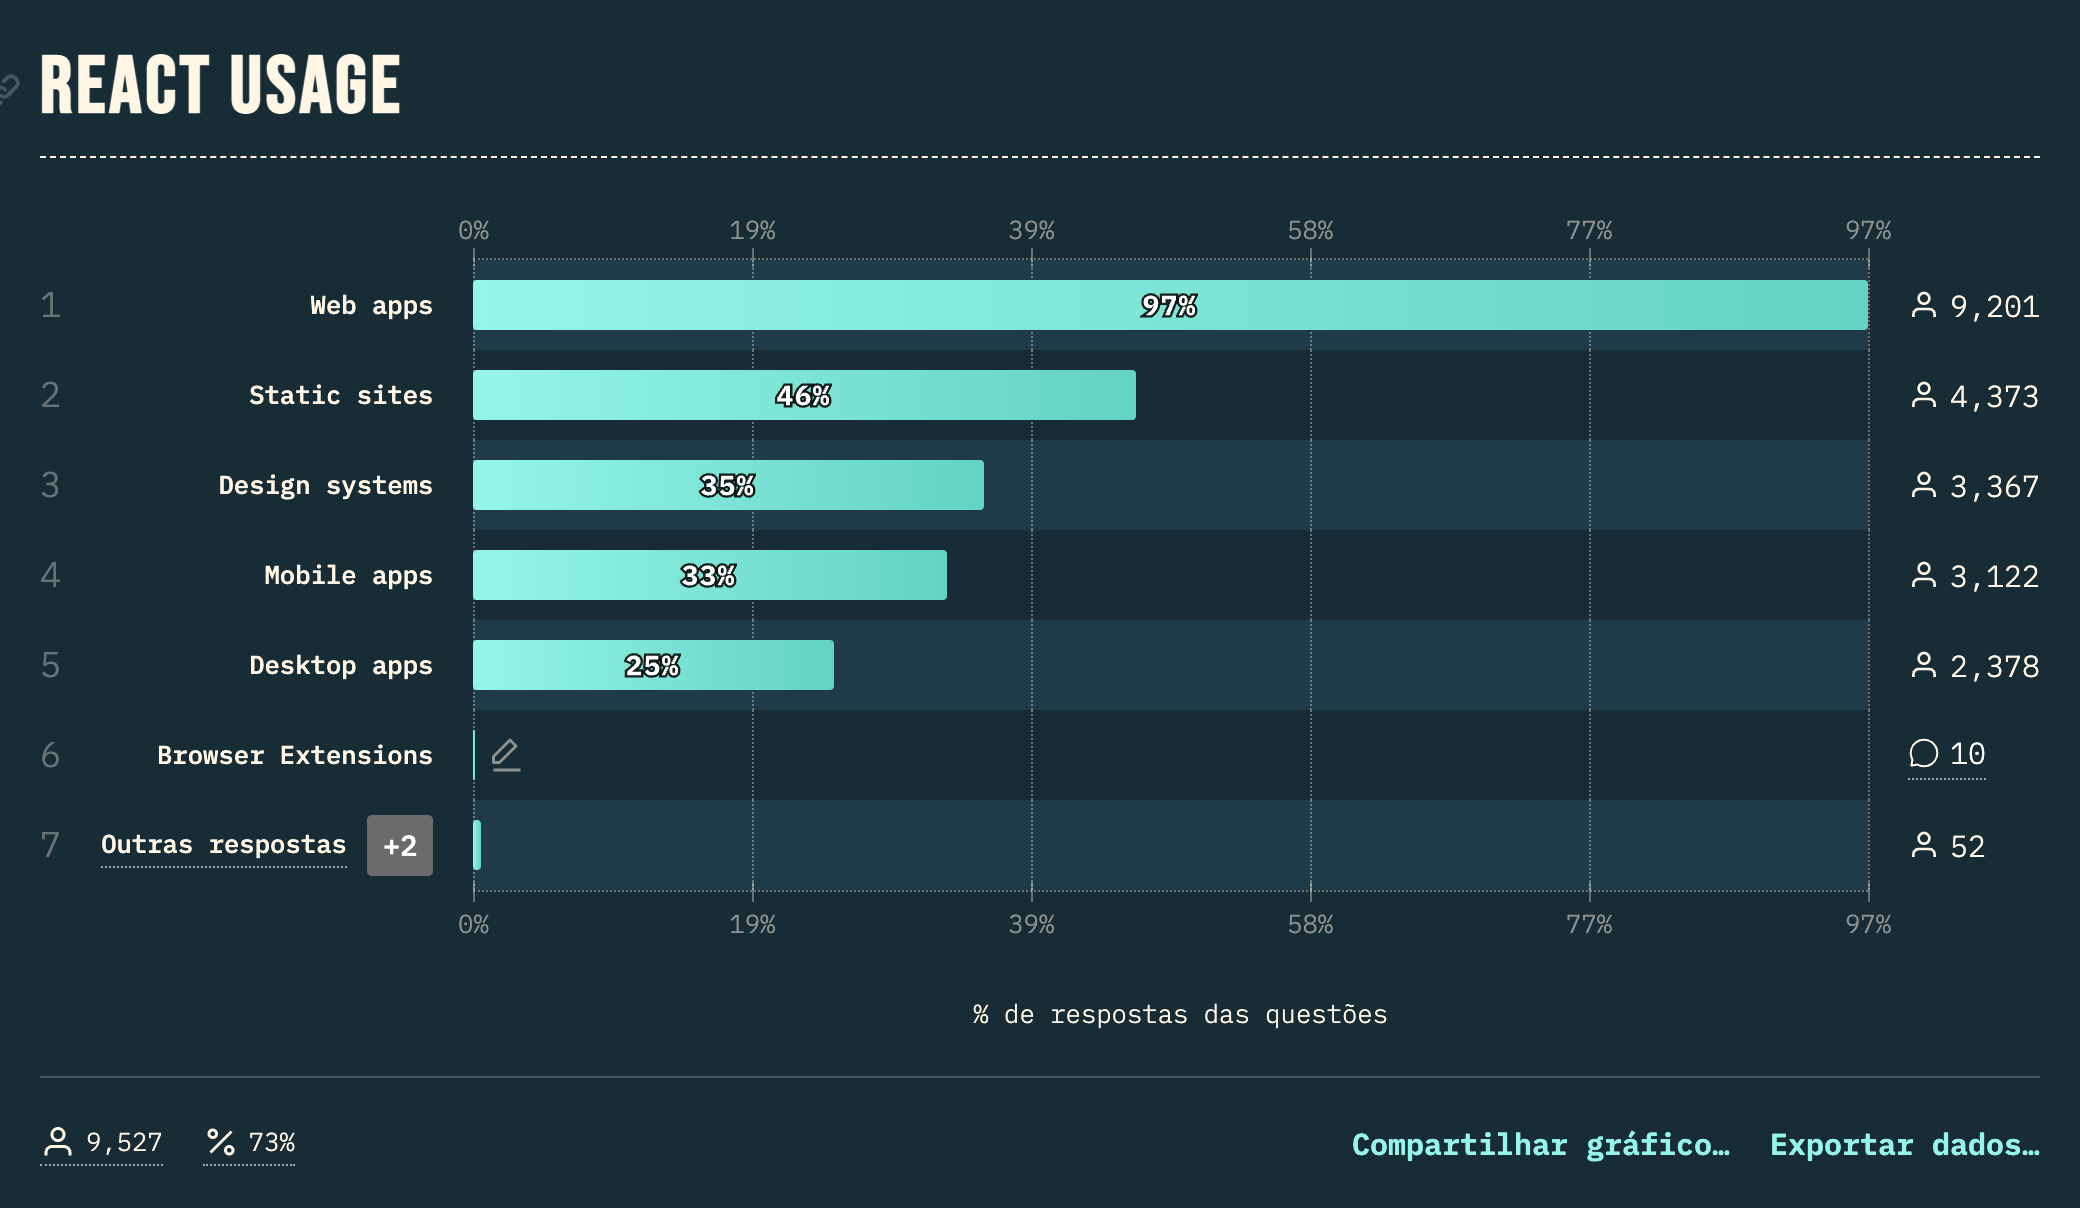 REACT USAGE
0% 19% 39% 58% 77% 97%
1 Web apps 97% 9,201
2 Static sites 46% 4,373
3 Design systems 35% 3,367
4 Mobile apps 33% 3,122
5 Desktop apps 25% 2,378
6 Browser Extensions 10
7 Outras respostas +2 52
0% 19% 39% 58% 77% 97%
% de respostas das questões
9,527 % 73% Compartilhar gráfico… Exportar dados…